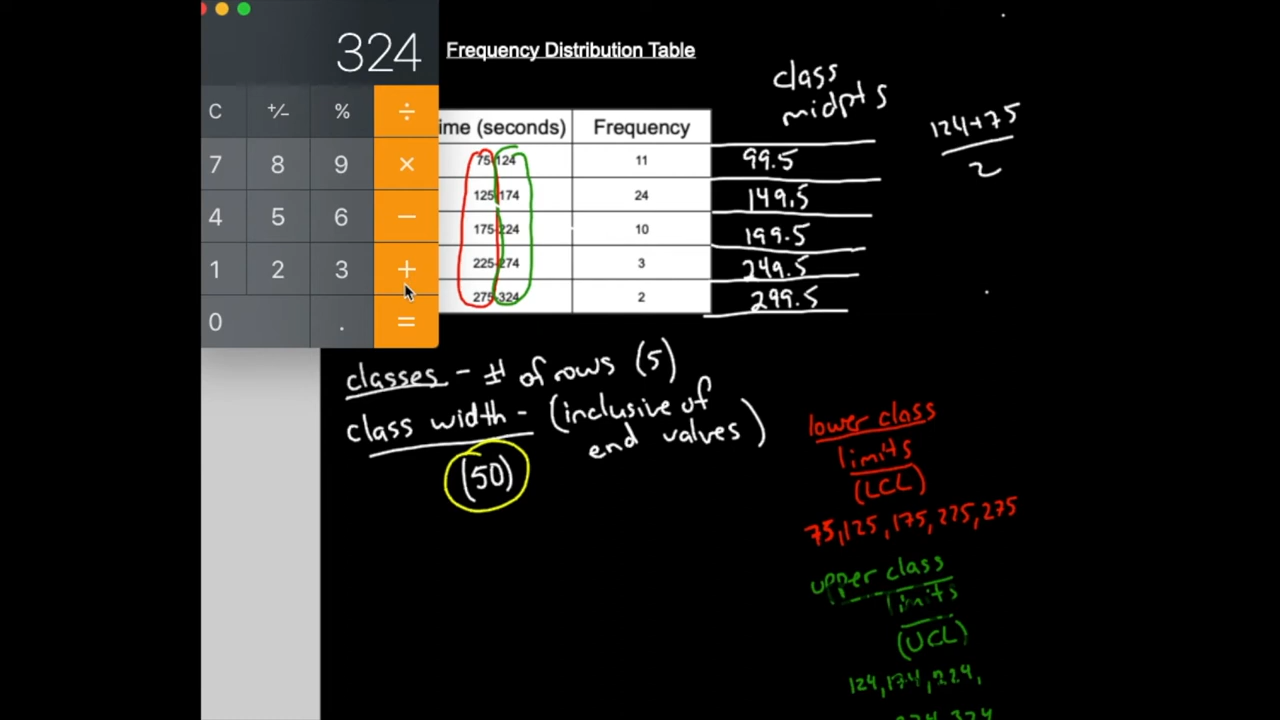 324
Frequency Distribution Table
C +/- % ÷
7 8 9 ×
4 5 6 −
1 2 3 +
0 . =
ime (seconds) Frequency
75-124 11
125-174 24
175-224 10
225-274 3
275-324 2
class
midpts
99.5
149.5
199.5
249.5
299.5
124+75
2
classes - # of rows (5)
class width - (inclusive of
end values)
(50)
lower class
limits
(LCL)
75,125,175,225,275
upper class
limits
(UCL)
124,174,224,